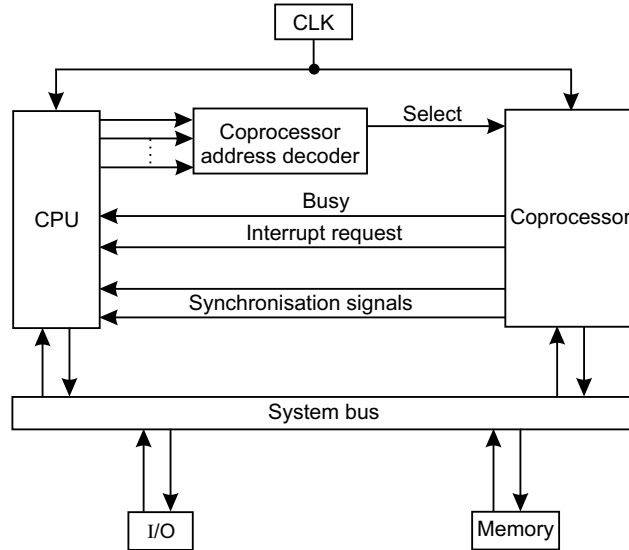 CLK
Coprocessor
address decoder
Select
CPU
Busy
Interrupt request
Coprocessor
Synchronisation signals
System bus
I/O
Memory